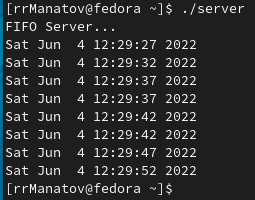 [rrManatov@fedora ~]$ ./server
FIFO Server...
Sat Jun  4 12:29:27 2022
Sat Jun  4 12:29:32 2022
Sat Jun  4 12:29:37 2022
Sat Jun  4 12:29:37 2022
Sat Jun  4 12:29:42 2022
Sat Jun  4 12:29:42 2022
Sat Jun  4 12:29:47 2022
Sat Jun  4 12:29:52 2022
[rrManatov@fedora ~]$